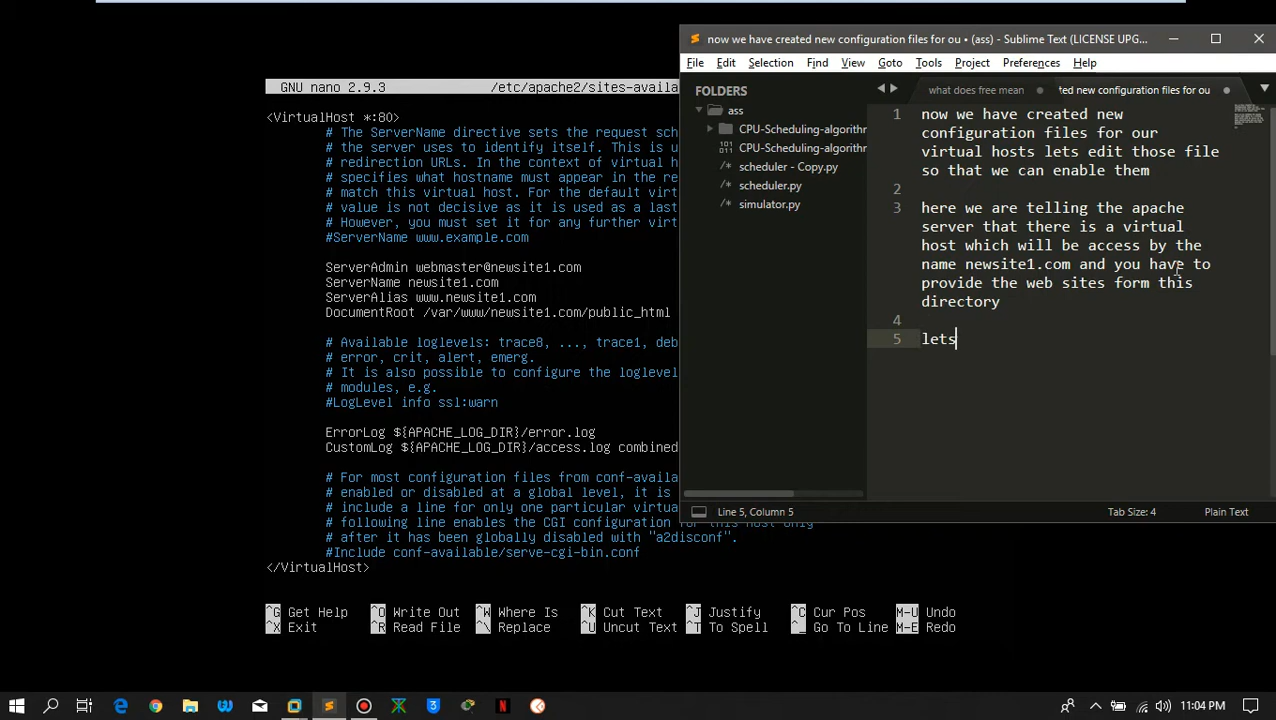 now we have created new configuration files for ou • (ass) - Sublime Text (LICENSE UPG...
File Edit Selection Find View Goto Tools Project Preferences Help
GNU nano 2.9.3 /etc/apache2/sites-availa
<VirtualHost *:80>
# The ServerName directive sets the request sch
# the server uses to identify itself. This is u
# redirection URLs. In the context of virtual h
# specifies what hostname must appear in the re
# match this virtual host. For the default virt
# value is not decisive as it is used as a last
# However, you must set it for any further virt
#ServerName www.example.com
ServerAdmin webmaster@newsite1.com
ServerName newsite1.com
ServerAlias www.newsite1.com
DocumentRoot /var/www/newsite1.com/public_html
# Available loglevels: trace8, ..., trace1, deb
# error, crit, alert, emerg.
# It is also possible to configure the loglevel
# modules, e.g.
#LogLevel info ssl:warn
ErrorLog ${APACHE_LOG_DIR}/error.log
CustomLog ${APACHE_LOG_DIR}/access.log combined
# For most configuration files from conf-availa
# enabled or disabled at a global level, it is
# include a line for only one particular virtua
# following line enables the CGI configuration for this host only
# after it has been globally disabled with "a2disconf".
#Include conf-available/serve-cgi-bin.conf
</VirtualHost>
^G Get Help ^O Write Out ^W Where Is ^K Cut Text ^J Justify ^C Cur Pos M-U Undo
^X Exit ^R Read File ^\ Replace ^U Uncut Text ^T To Spell ^_ Go To Line M-E Redo
FOLDERS
ass
CPU-Scheduling-algorithr
CPU-Scheduling-algorithr
scheduler - Copy.py
scheduler.py
simulator.py
what does free mean
ted new configuration files for ou
1 now we have created new
configuration files for our
virtual hosts lets edit those file
so that we can enable them
2
3 here we are telling the apache
server that there is a virtual
host which will be access by the
name newsite1.com and you have to
provide the web sites form this
directory
4
5 lets
Line 5, Column 5 Tab Size: 4 Plain Text
11:04 PM